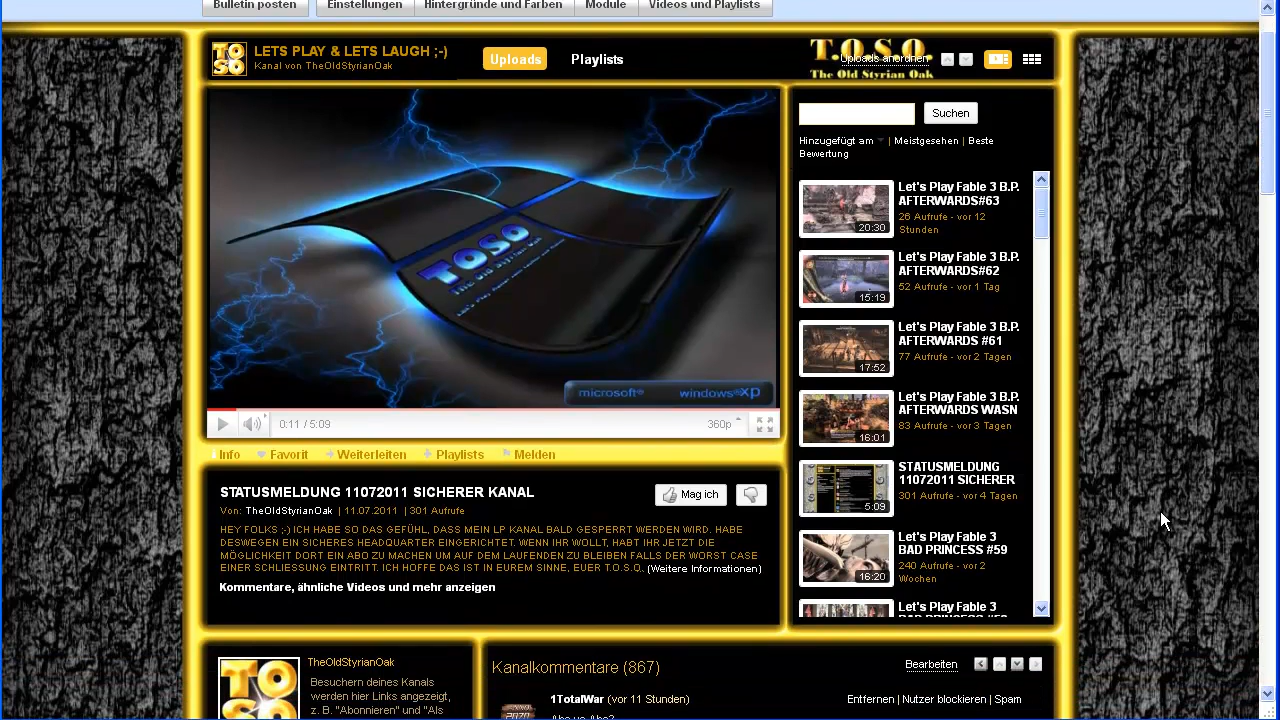 Bulletin posten
Einstellungen
Hintergründe und Farben
Module
Videos und Playlists
TO
SO
LETS PLAY & LETS LAUGH ;-)
Kanal von TheOldStyrianOak
Uploads
Playlists
T.O.S.O.
Uploads anordnen
The Old Styrian Oak
Suchen
Hinzugefügt am | Meistgesehen | Beste
Bewertung
TOSO
The Old Styrian Oak
microsoft® windows®xp
0:11 / 5:09
360p
Let's Play Fable 3 B.P.
AFTERWARDS#63
26 Aufrufe - vor 12
Stunden
20:30
Let's Play Fable 3 B.P.
AFTERWARDS#62
52 Aufrufe - vor 1 Tag
15:19
Let's Play Fable 3 B.P.
AFTERWARDS #61
77 Aufrufe - vor 2 Tagen
17:52
Let's Play Fable 3 B.P.
AFTERWARDS WASN
83 Aufrufe - vor 3 Tagen
16:01
STATUSMELDUNG
11072011 SICHERER
301 Aufrufe - vor 4 Tagen
5:09
Let's Play Fable 3
BAD PRINCESS #59
240 Aufrufe - vor 2
Wochen
16:20
Let's Play Fable 3
Info
Favorit
Weiterleiten
Playlists
Melden
STATUSMELDUNG 11072011 SICHERER KANAL
Mag ich
Von: TheOldStyrianOak | 11.07.2011 | 301 Aufrufe
HEY FOLKS ;-) ICH HABE SO DAS GEFÜHL, DASS MEIN LP KANAL BALD GESPERRT WERDEN WIRD. HABE
DESWEGEN EIN SICHERES HEADQUARTER EINGERICHTET. WENN IHR WOLLT, HABT IHR JETZT DIE
MÖGLICHKEIT DORT EIN ABO ZU MACHEN UM AUF DEM LAUFENDEN ZU BLEIBEN FALLS DER WORST CASE
EINER SCHLIESSUNG EINTRITT. ICH HOFFE DAS IST IN EUREM SINNE, EUER T.O.S.O.. (Weitere Informationen)
Kommentare, ähnliche Videos und mehr anzeigen
TO
SO
TheOldStyrianOak
Besuchern deines Kanals
werden hier Links angezeigt,
z. B. "Abonnieren" und "Als
Kanalkommentare (867)
Bearbeiten
1TotalWar (vor 11 Stunden)
Entfernen | Nutzer blockieren | Spam